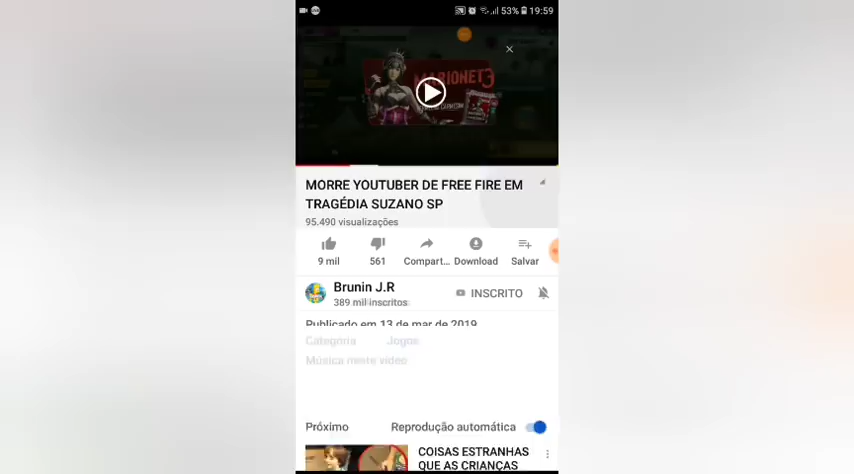 53% 19:59
MARIONET3
MORRE YOUTUBER DE FREE FIRE EM
TRAGÉDIA SUZANO SP
95.490 visualizações
9 mil 561 Compart... Download Salvar
Brunin J.R
389 mil inscritos
INSCRITO
Publicado em 13 de mar de 2019
Categoria Jogos
Música neste vídeo
Próximo Reprodução automática
COISAS ESTRANHAS
QUE AS CRIANÇAS